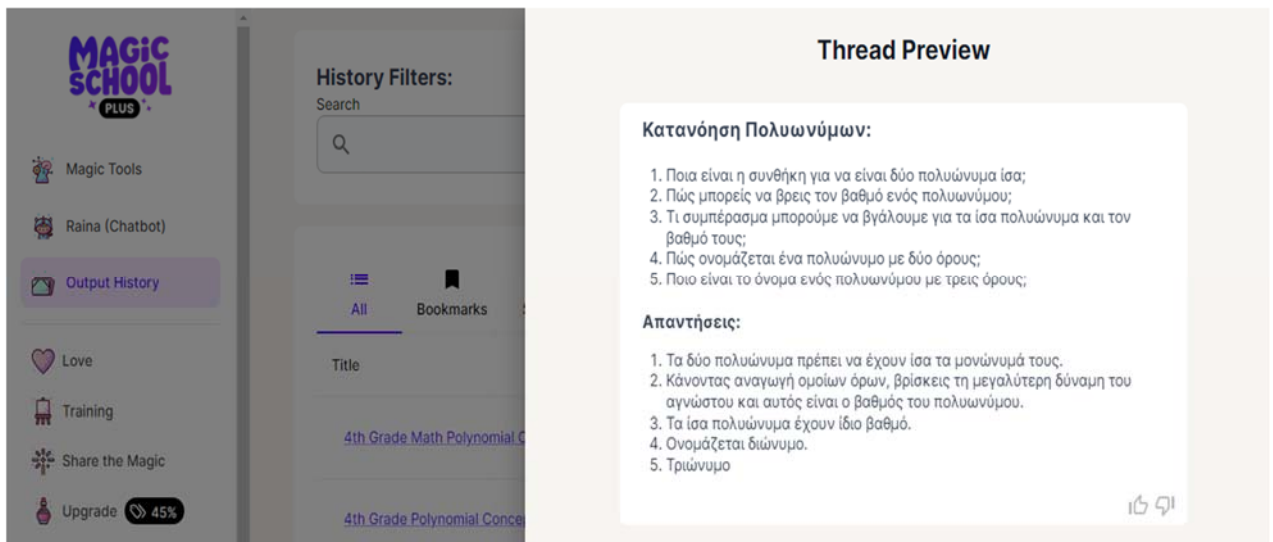 MAGiC
SCHOOL
PLUS
Magic Tools
Raina (Chatbot)
Output History
Love
Training
Share the Magic
Upgrade 45%
History Filters:
Search
All
Bookmarks
Title
4th Grade Math Polynomial
4th Grade Polynomial
Thread Preview
Κατανόηση Πολυωνύμων:
1. Ποια είναι η συνθήκη για να είναι δύο πολυώνυμα ίσα;
2. Πώς μπορείς να βρεις τον βαθμό ενός πολυωνύμου;
3. Τι συμπέρασμα μπορούμε να βγάλουμε για τα ίσα πολυώνυμα και τον
βαθμό τους;
4. Πώς ονομάζεται ένα πολυώνυμο με δύο όρους;
5. Ποιο είναι το όνομα ενός πολυωνύμου με τρεις όρους;
Απαντήσεις:
1. Τα δύο πολυώνυμα πρέπει να έχουν ίσα τα μονώνυμά τους.
2. Κάνοντας αναγωγή ομοίων όρων, βρίσκεις τη μεγαλύτερη δύναμη του
αγνώστου και αυτός είναι ο βαθμός του πολυωνύμου.
3. Τα ίσα πολυώνυμα έχουν ίδιο βαθμό.
4. Ονομάζεται διώνυμο.
5. Τριώνυμο